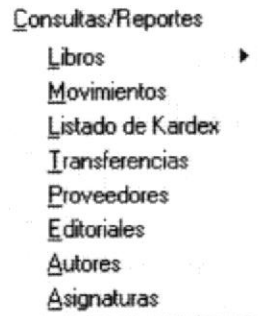 Consultas/Reportes
Libros
Movimientos
Listado de Kardex
Transferencias
Proveedores
Editoriales
Autores
Asignaturas